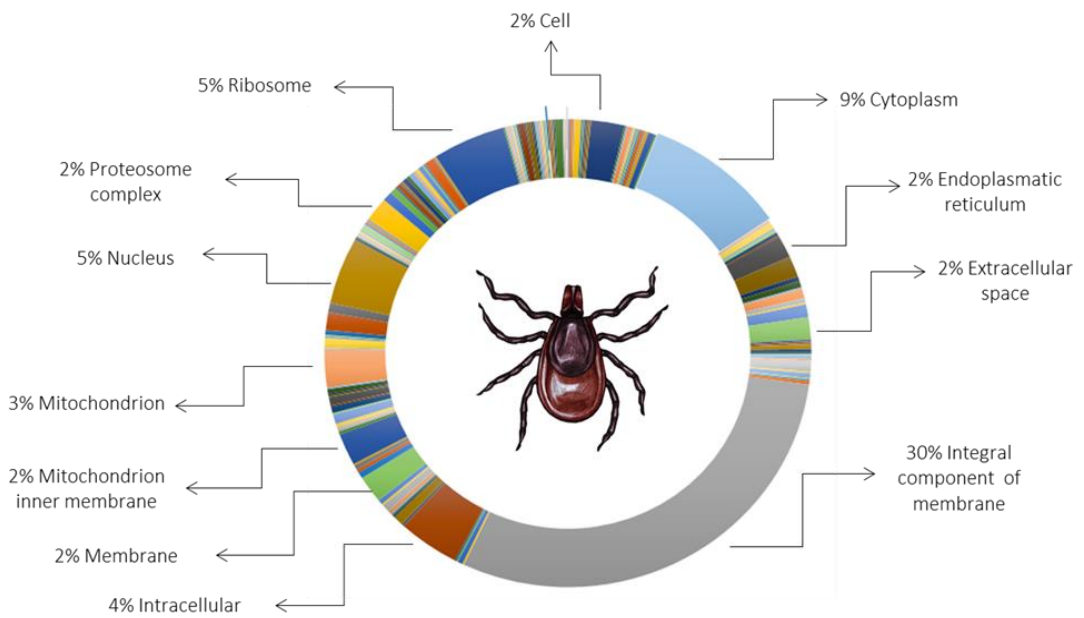 2% Cell
9% Cytoplasm
2% Endoplasmatic
reticulum
2% Extracellular
space
30% Integral
component of
membrane
4% Intracellular
2% Membrane
2% Mitochondrion
inner membrane
3% Mitochondrion
5% Nucleus
2% Proteosome
complex
5% Ribosome